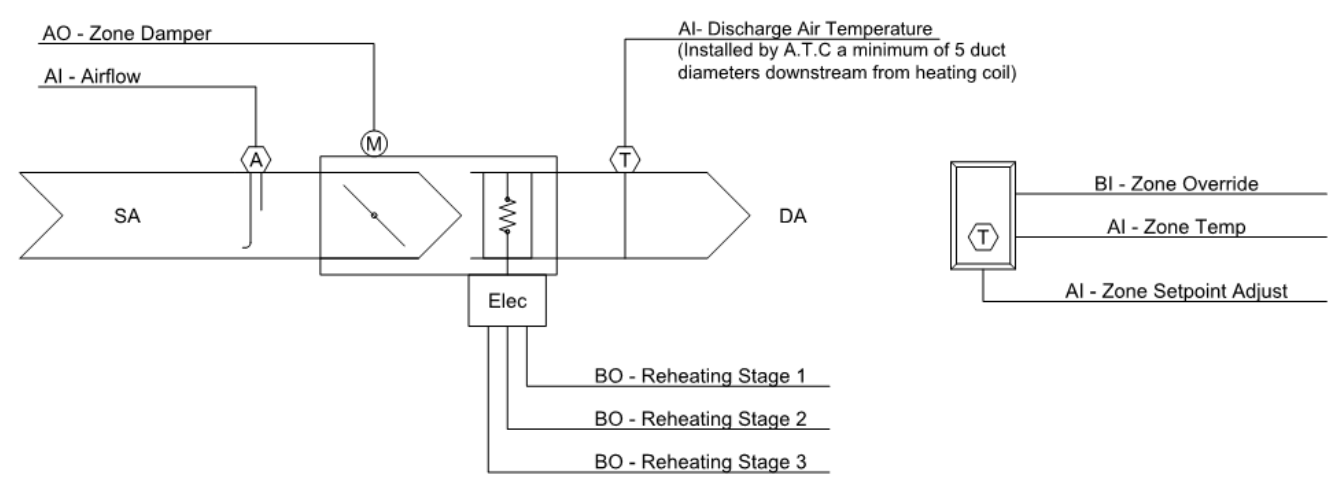 AO - Zone Damper
AI - Airflow
AI- Discharge Air Temperature
(Installed by A.T.C a minimum of 5 duct
diameters downstream from heating coil)
M
A
T
SA
DA
BI - Zone Override
AI - Zone Temp
T
AI - Zone Setpoint Adjust
Elec
BO - Reheating Stage 1
BO - Reheating Stage 2
BO - Reheating Stage 3